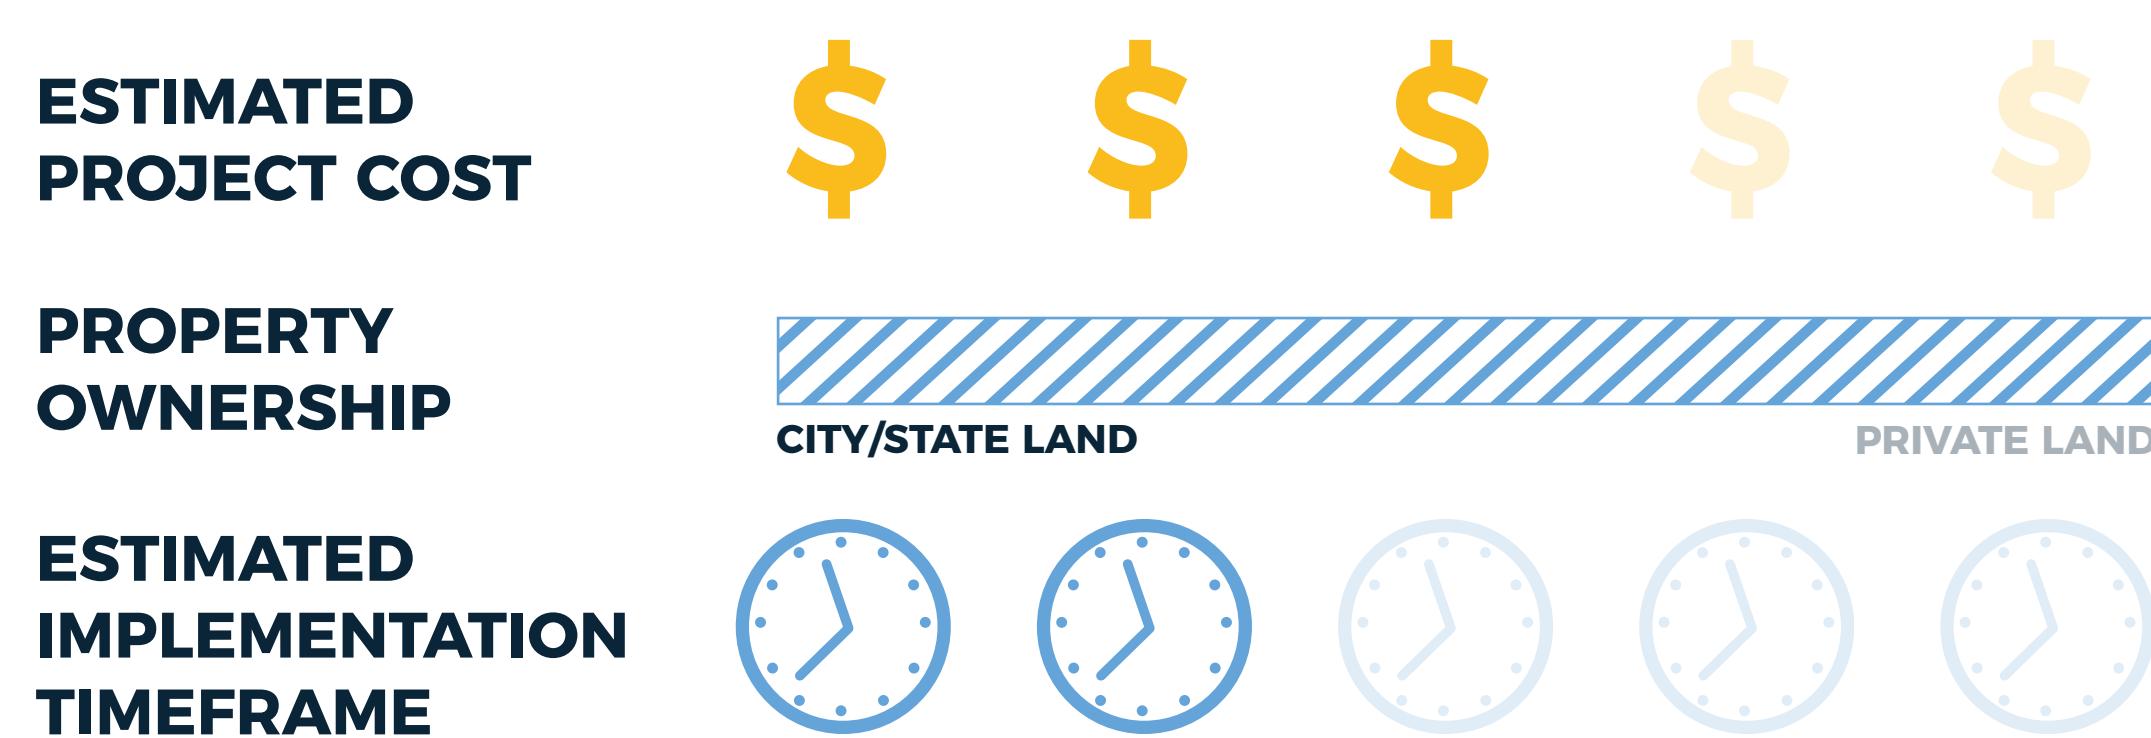 ESTIMATED
PROJECT COST
$ $ $ $ $
PROPERTY
OWNERSHIP
CITY/STATE LAND
PRIVATE LAND
ESTIMATED
IMPLEMENTATION
TIMEFRAME